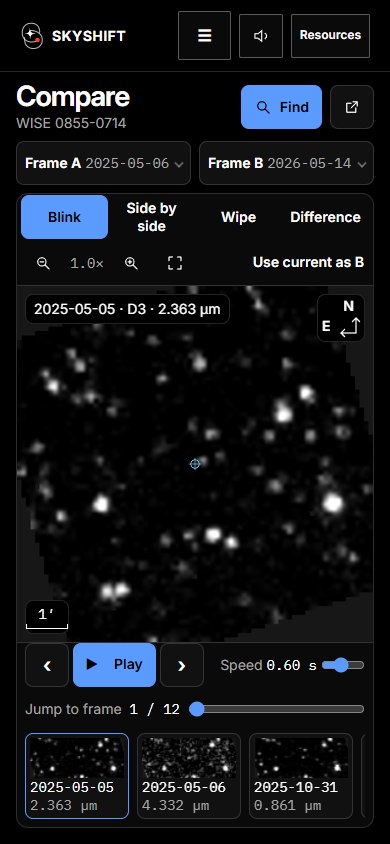 SKYSHIFT
Resources
Compare
WISE 0855-0714
Find
Frame A 2025-05-06
Frame B 2026-05-14
Blink
Side by
side
Wipe
Difference
1.0×
Use current as B
2025-05-05 · D3 · 2.363 µm
N
E
1′
Play
Speed 0.60 s
Jump to frame 1 / 12
2025-05-05
2.363 µm
2025-05-06
4.332 µm
2025-10-31
0.861 µm